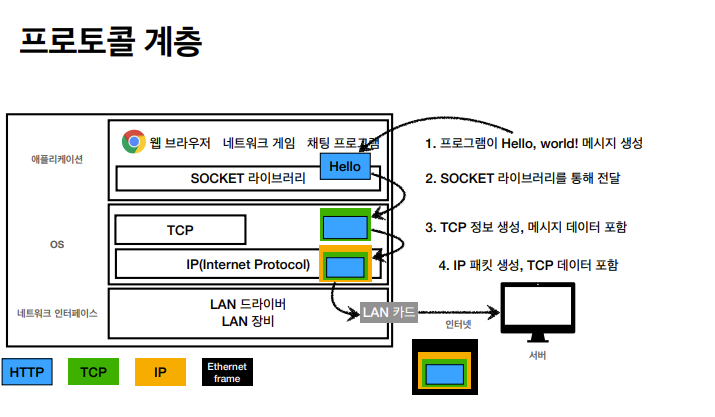 프로토콜 계층
애플리케이션
웹 브라우저 네트워크 게임 채팅 프로그램
Hello
SOCKET 라이브러리
1. 프로그램이 Hello, world! 메시지 생성
2. SOCKET 라이브러리를 통해 전달
OS
TCP
IP(Internet Protocol)
3. TCP 정보 생성, 메시지 데이터 포함
4. IP 패킷 생성, TCP 데이터 포함
네트워크 인터페이스
LAN 드라이버
LAN 장비
LAN 카드
인터넷
서버
HTTP
TCP
IP
Ethernet
frame